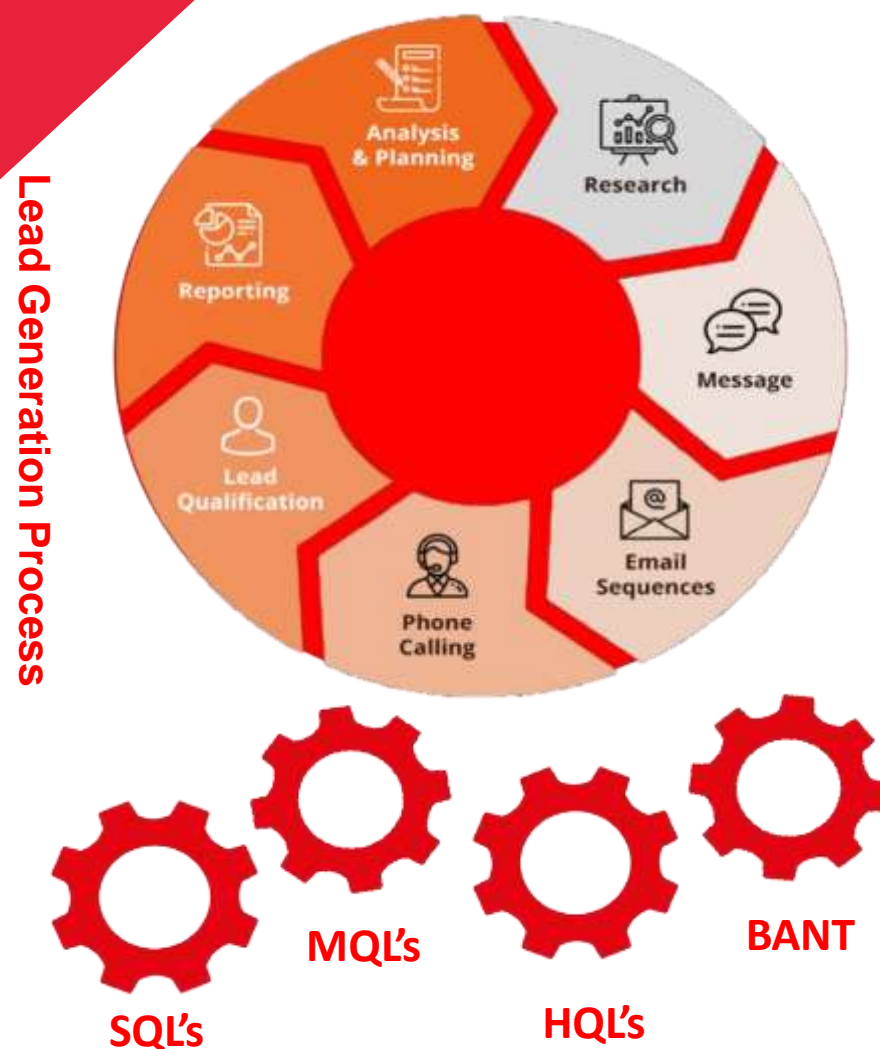 Lead Generation Process
Analysis
& Planning
Research
Message
Email
Sequences
Phone
Calling
Lead
Qualification
Reporting
@
SQL's
MQL's
HQL's
BANT